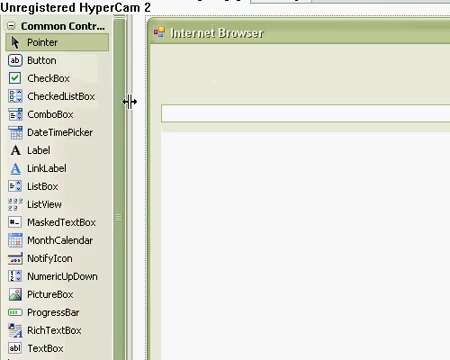 Unregistered HyperCam 2
Common Contr...
Internet Browser
Pointer
Button
CheckBox
CheckedListBox
ComboBox
DateTimePicker
Label
LinkLabel
ListBox
ListView
MaskedTextBox
MonthCalendar
NotifyIcon
NumericUpDown
PictureBox
ProgressBar
RichTextBox
TextBox